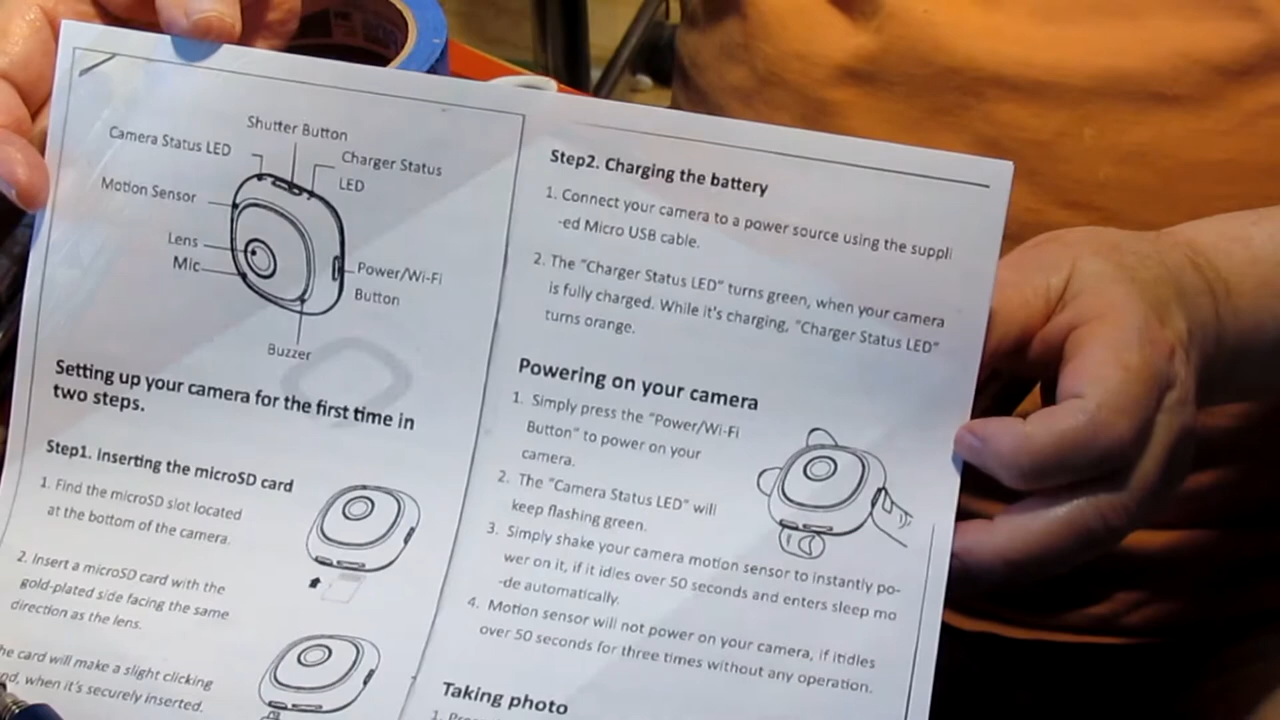 Shutter Button
Camera Status LED
Charger Status
LED
Motion Sensor
Lens
Mic
Power/Wi-Fi
Button
Buzzer
Setting up your camera for the first time in
two steps.
Step1. Inserting the microSD card
1. Find the microSD slot located
at the bottom of the camera.
2. Insert a microSD card with the
gold-plated side facing the same
direction as the lens.
he card will make a slight clicking
nd, when it's securely inserted.
Step2. Charging the battery
1. Connect your camera to a power source using the suppli
-ed Micro USB cable.
2. The "Charger Status LED" turns green, when your camera
is fully charged. While it's charging, "Charger Status LED"
turns orange.
Powering on your camera
1. Simply press the "Power/Wi-Fi
Button" to power on your
camera.
2. The "Camera Status LED" will
keep flashing green.
3. Simply shake your camera motion sensor to instantly po-
wer on it, if it idles over 50 seconds and enters sleep mo
-de automatically.
4. Motion sensor will not power on your camera, if itidles
over 50 seconds for three times without any operation.
Taking photo
1. Pres